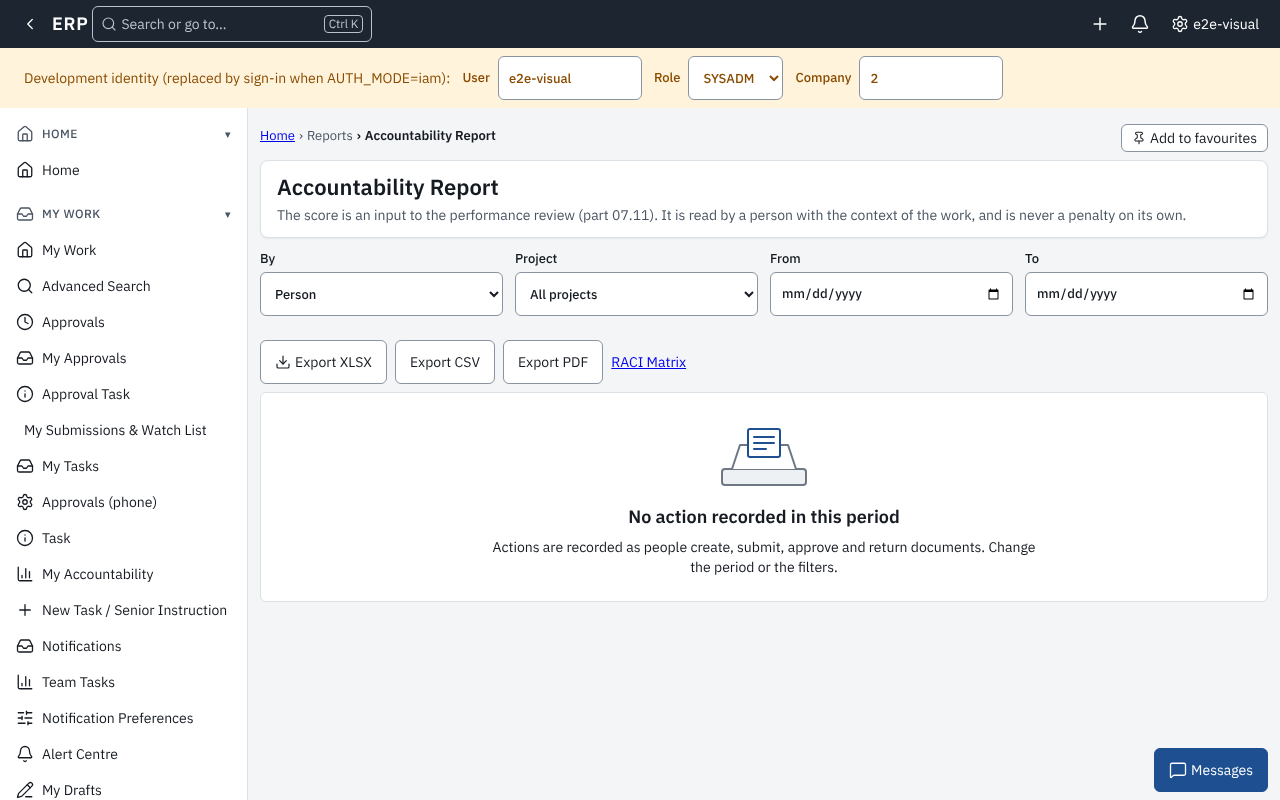 ERP
Search or go to...
Ctrl K
e2e-visual
Development identity (replaced by sign-in when AUTH_MODE=iam):
User
e2e-visual
Role
SYSADM
Company
2
HOME
Home
MY WORK
My Work
Advanced Search
Approvals
My Approvals
Approval Task
My Submissions & Watch List
My Tasks
Approvals (phone)
Task
My Accountability
New Task / Senior Instruction
Notifications
Team Tasks
Notification Preferences
Alert Centre
My Drafts
Home › Reports › Accountability Report
Add to favourites
Accountability Report
The score is an input to the performance review (part 07.11). It is read by a person with the context of the work, and is never a penalty on its own.
By
Person
Project
All projects
From
mm/dd/yyyy
To
mm/dd/yyyy
Export XLSX
Export CSV
Export PDF
RACI Matrix
No action recorded in this period
Actions are recorded as people create, submit, approve and return documents. Change
the period or the filters.
Messages